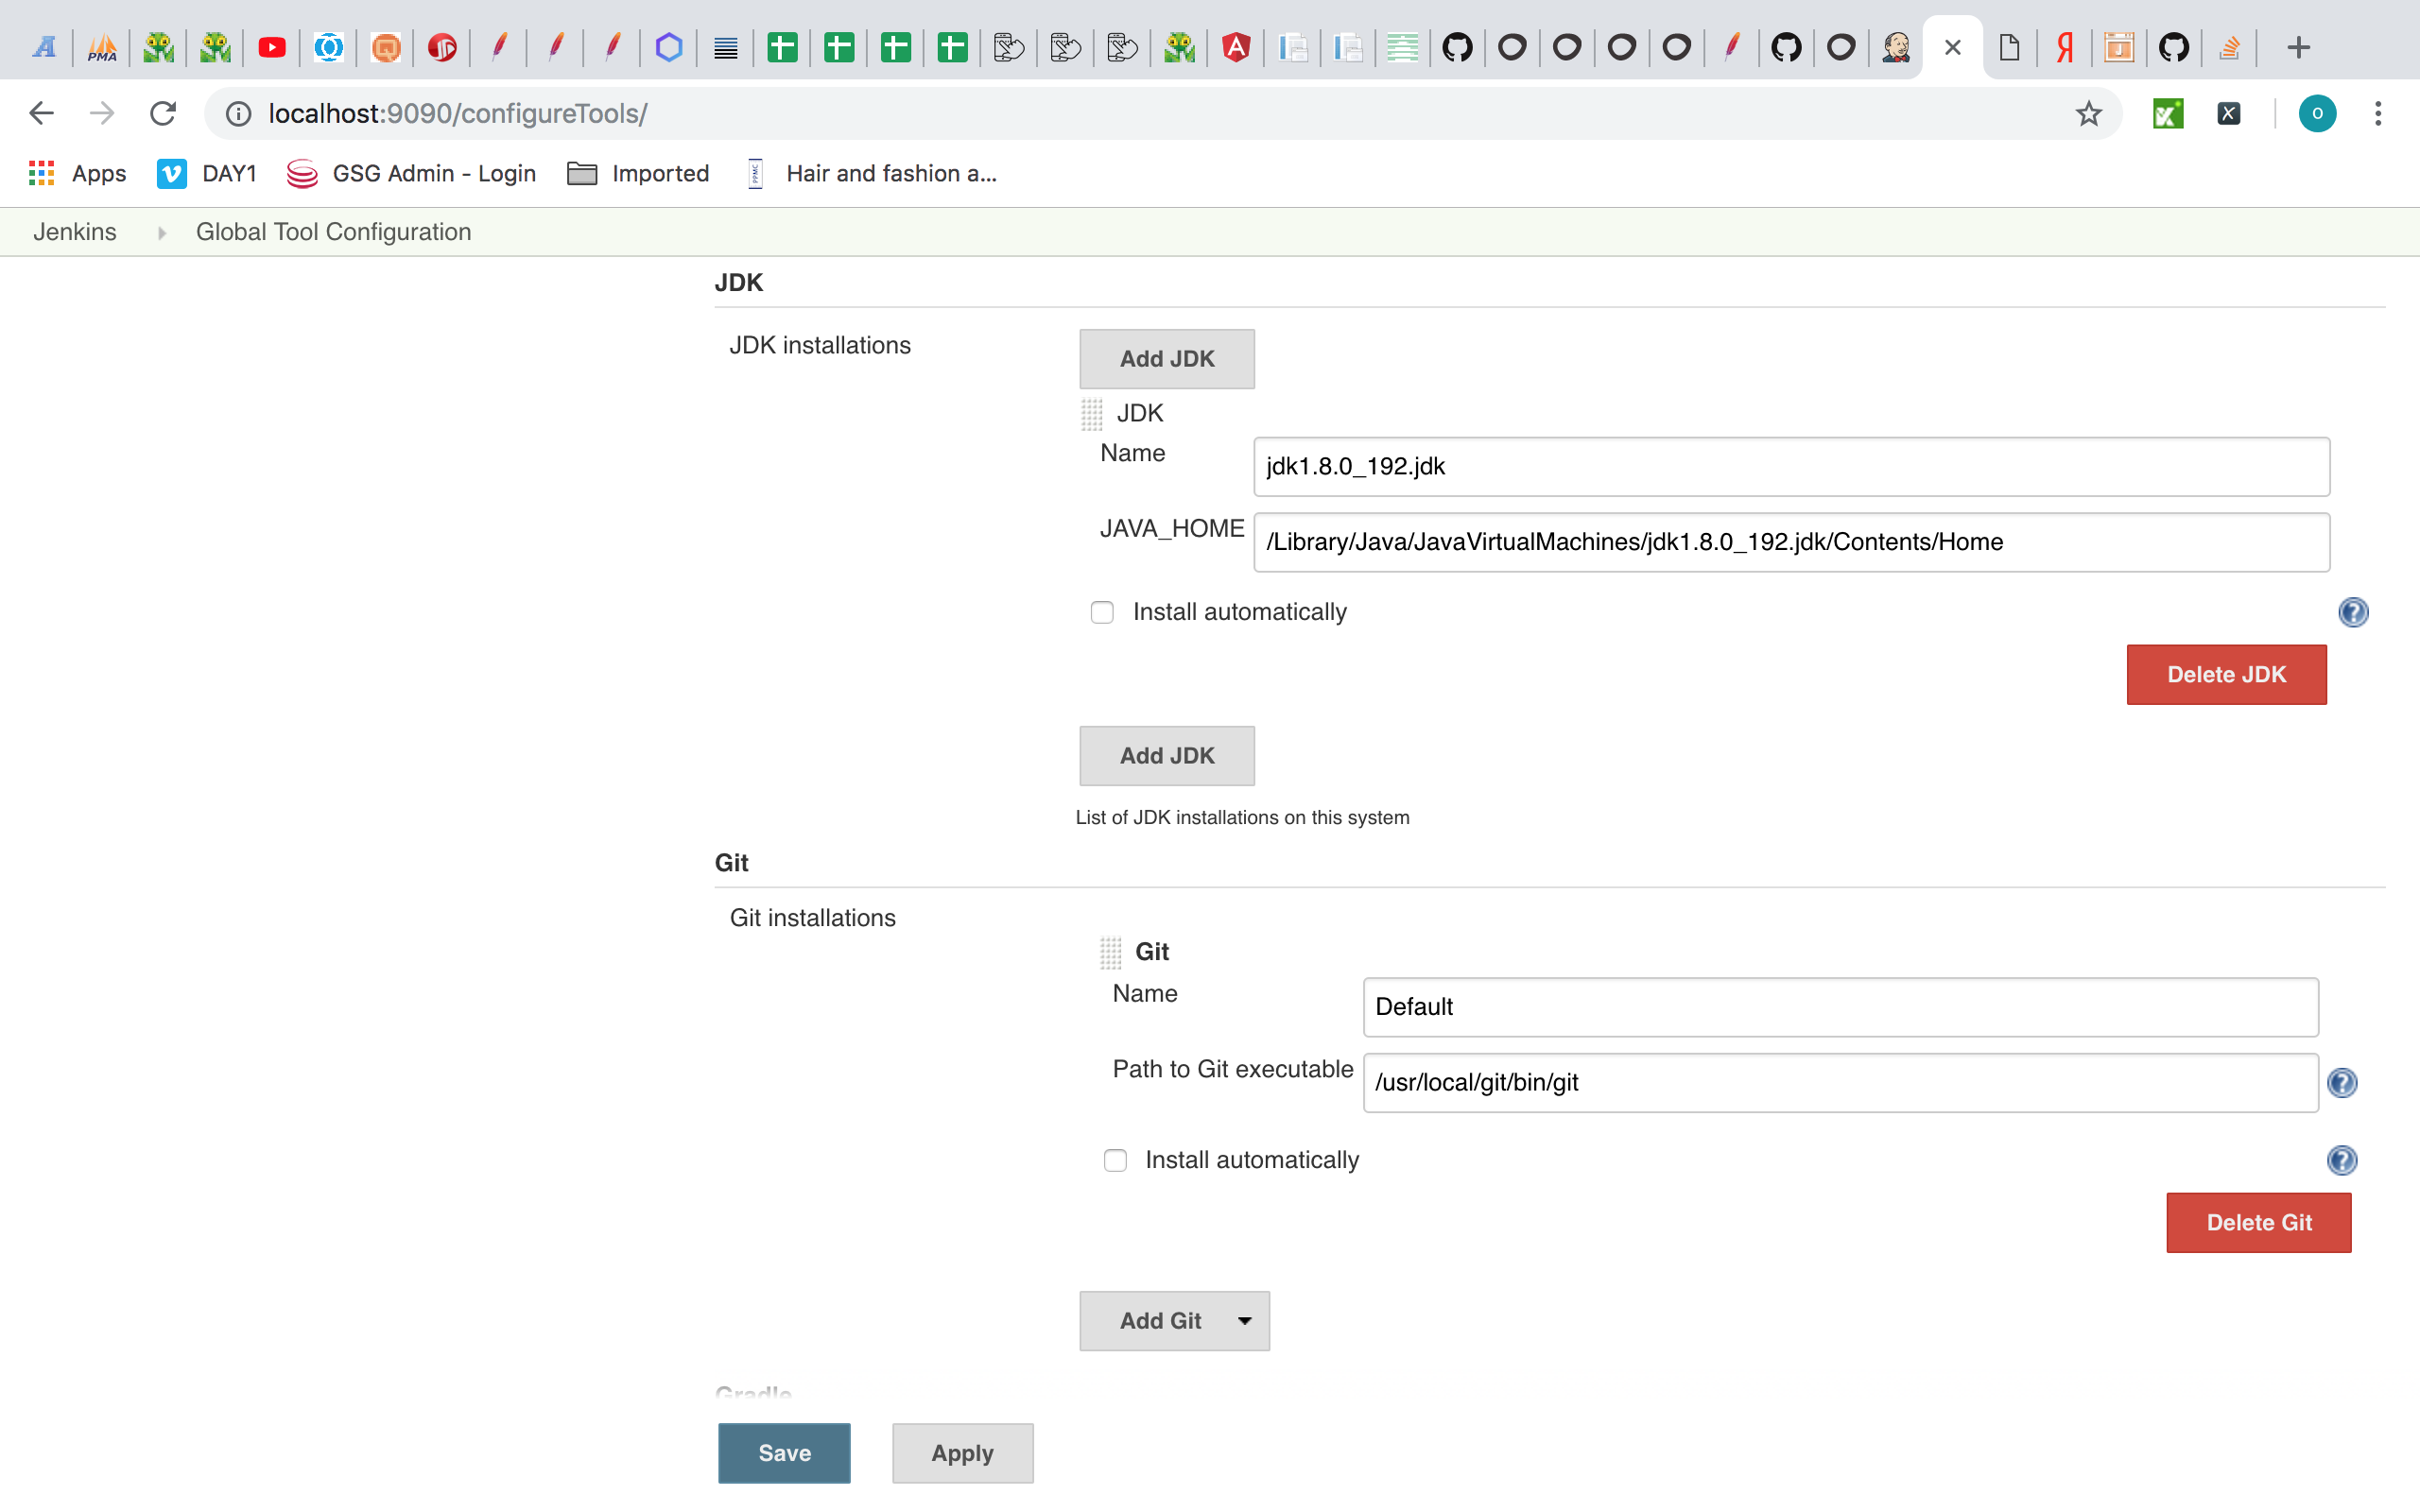 PMA
localhost:9090/configureTools/
o
Apps
DAY1
GSG Admin - Login
Imported
PPMC
Hair and fashion a...
Jenkins
Global Tool Configuration
JDK
JDK installations
Add JDK
JDK
Name
jdk1.8.0_192.jdk
JAVA_HOME
/Library/Java/JavaVirtualMachines/jdk1.8.0_192.jdk/Contents/Home
Install automatically
Delete JDK
Add JDK
List of JDK installations on this system
Git
Git installations
Git
Name
Default
Path to Git executable
/usr/local/git/bin/git
Install automatically
Delete Git
Add Git
Gradle
Save
Apply